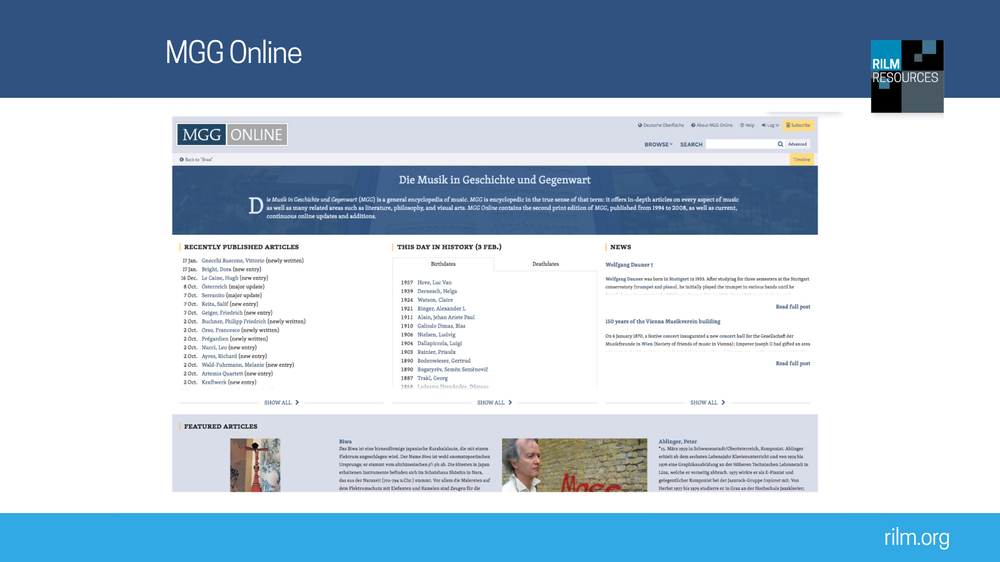 MGG Online
RILM
RESOURCES
MGG ONLINE
Deutsche Oberfläche About MGG Online Help Log in Subscribe
BROWSE SEARCH Advanced
Back to "Biwa"
Timeline
Die Musik in Geschichte und Gegenwart
Die Musik in Geschichte und Gegenwart (MGG) is a general encyclopedia of music. MGG is encyclopedic in the true sense of that term: it offers in-depth articles on every aspect of music
as well as many related areas such as literature, philosophy, and visual arts. MGG Online contains the second print edition of MGG, published from 1994 to 2008, as well as current,
continuous online updates and additions.
RECENTLY PUBLISHED ARTICLES
17 Jan. Gnecchi Ruscone, Vittorio (newly written)
17 Jan. Bright, Dora (new entry)
16 Dec. Le Caine, Hugh (new entry)
8 Oct. Österreich (major update)
7 Oct. Serranito (major update)
7 Oct. Keita, Salif (new entry)
7 Oct. Geiger, Friedrich (new entry)
2 Oct. Buchner, Philipp Friedrich (newly written)
2 Oct. Orso, Francesco (newly written)
2 Oct. Prégardien (newly written)
2 Oct. Nucci, Leo (new entry)
2 Oct. Ayres, Richard (new entry)
2 Oct. Wald-Fuhrmann, Melanie (new entry)
2 Oct. Artemis Quartett (new entry)
2 Oct. Kraftwerk (new entry)
SHOW ALL
THIS DAY IN HISTORY (3 FEB.)
Birthdates Deathdates
1957 Hove, Luc Van
1939 Dernesch, Helga
1924 Watson, Claire
1921 Ringer, Alexander L
1911 Alain, Jehan Ariste Paul
1910 Galindo Dimas, Blas
1906 Nielsen, Ludvig
1904 Dallapiccola, Luigi
1903 Rainier, Priaulx
1890 Bodenwieser, Gertrud
1890 Bogatyrëv, Semën Semënovič
1887 Trakl, Georg
1868 Ledesma Hernández, Dámaso
SHOW ALL
NEWS
Wolfgang Dauner †
Wolfgang Dauner was born in Stuttgart in 1935. After studying for three semesters at the Stuttgart
conservatory (trumpet and piano), he initially played the trumpet in various bands until he
Read full post
150 years of the Vienna Musikverein building
On 6 January 1870, a festive concert inaugurated a new concert hall for the Gesellschaft der
Musikfreunde in Wien (Society of friends of music in Vienna); Emperor Joseph II had gifted an area
Read full post
SHOW ALL
FEATURED ARTICLES
Biwa
Das Biwa ist eine birnenförmige japanische Kurzhalslaute, die mit einem
Plektrum angeschlagen wird. Der Name Biwa ist wohl onomatopoetischen
Ursprungs; er stammt vom altchinesischen p'i-p'a ab. Die ältesten in Japan
erhaltenen Instrumente befinden sich im Schatzhaus Shōsōin in Nara,
das aus der Narazeit (710-794 n.Chr.) stammt. Vor allem die Malereien auf
dem Plektrumschutz mit Elefanten und Kamelen sind Zeugen für die
Ablinger, Peter
*15. März 1959 in Schwanenstadt/Oberösterreich, Komponist. Ablinger
erhielt ab dem sechsten Lebensjahr Klavierunterricht und von 1974 bis
1976 eine Graphikausbildung an der Höheren Technischen Lehranstalt in
Linz, welche er vorzeitig abbrach. 1975 wirkte er als E-Pianist und
gelegentlicher Komponist bei der Jazzrock-Gruppe Iceplanet mit. Von
Herbst 1977 bis 1979 studierte er in Graz an der Hochschule Jazzklavier;
rilm.org